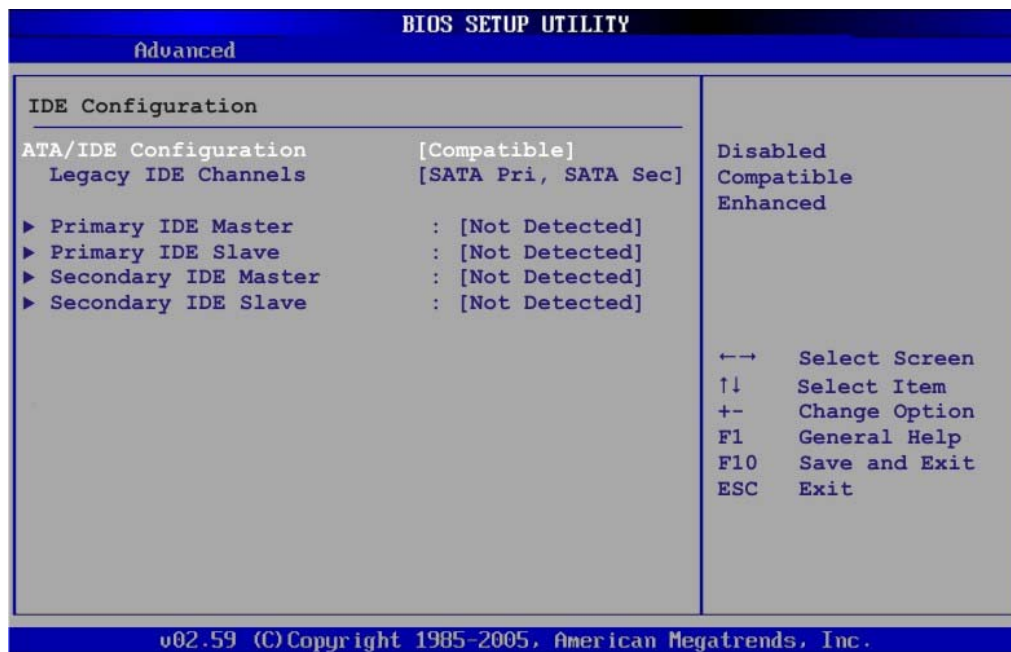 BIOS SETUP UTILITY
Advanced
IDE Configuration
ATA/IDE Configuration [Compatible]
Legacy IDE Channels [SATA Pri, SATA Sec]
▶ Primary IDE Master : [Not Detected]
▶ Primary IDE Slave : [Not Detected]
▶ Secondary IDE Master : [Not Detected]
▶ Secondary IDE Slave : [Not Detected]
Disabled
Compatible
Enhanced
←→ Select Screen
↑↓ Select Item
+- Change Option
F1 General Help
F10 Save and Exit
ESC Exit
v02.59 (C)Copyright 1985-2005, American Megatrends, Inc.